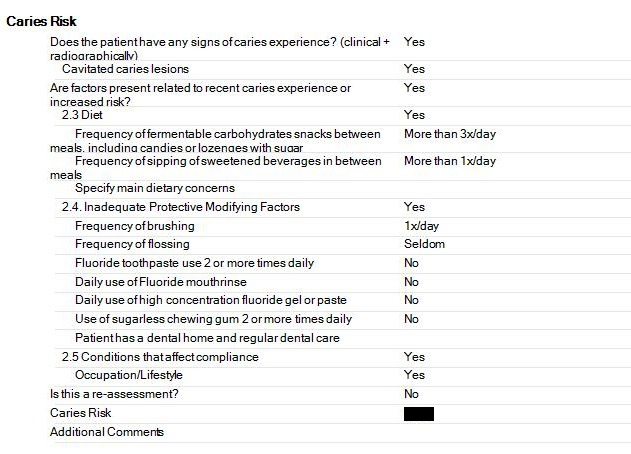 Caries Risk
Does the patient have any signs of caries experience? (clinical + Yes
radiographically)
Cavitated caries lesions Yes
Are factors present related to recent caries experience or Yes
increased risk?
2.3 Diet Yes
Frequency of fermentable carbohydrates snacks between More than 3x/day
meals, including candies or lozenges with sugar
Frequency of sipping of sweetened beverages in between More than 1x/day
meals
Specify main dietary concerns
2.4. Inadequate Protective Modifying Factors Yes
Frequency of brushing 1x/day
Frequency of flossing Seldom
Fluoride toothpaste use 2 or more times daily No
Daily use of Fluoride mouthrinse No
Daily use of high concentration fluoride gel or paste No
Use of sugarless chewing gum 2 or more times daily No
Patient has a dental home and regular dental care
2.5 Conditions that affect compliance Yes
Occupation/Lifestyle Yes
Is this a re-assessment? No
Caries Risk
Additional Comments